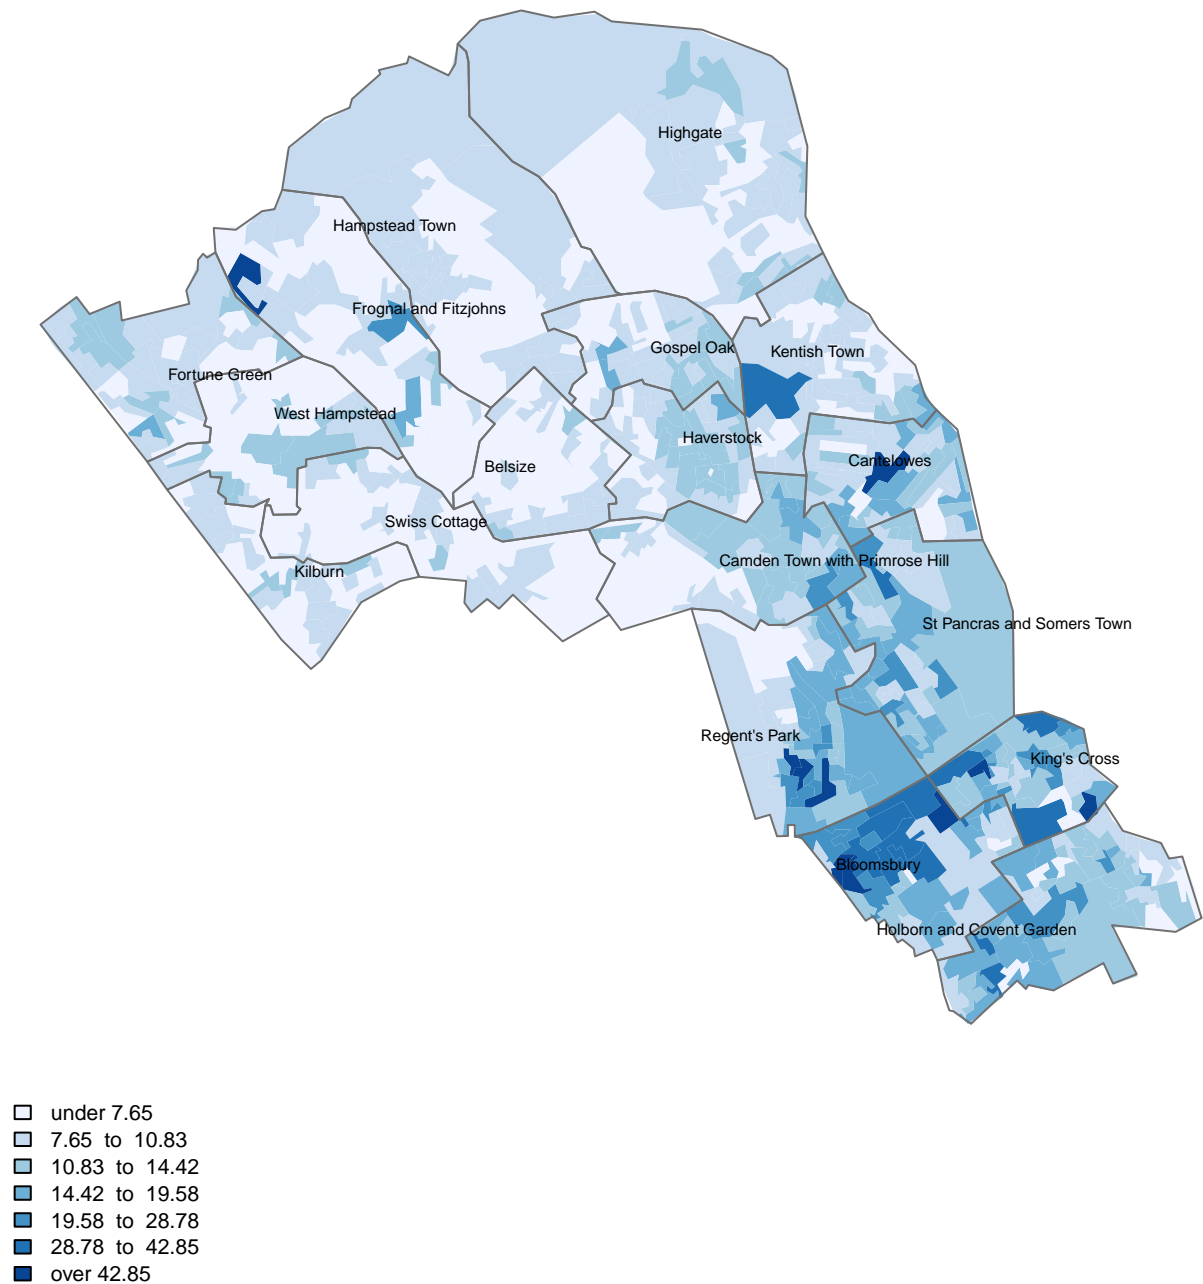 Highgate
Hampstead Town
Frognal and Fitzjohns
Gospel Oak
Kentish Town
Fortune Green
West Hampstead
Haverstock
Cantelowes
Belsize
Swiss Cottage
Camden Town with Primrose Hill
Kilburn
St Pancras and Somers Town
Regent's Park
King's Cross
Bloomsbury
Holborn and Covent Garden
under 7.65
7.65 to 10.83
10.83 to 14.42
14.42 to 19.58
19.58 to 28.78
28.78 to 42.85
over 42.85